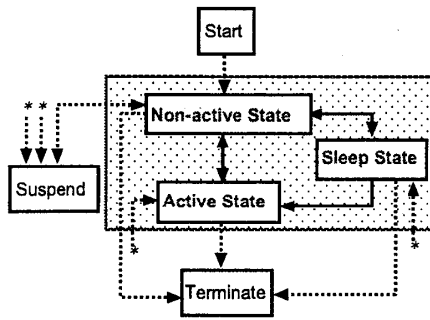 Start
* *
Non-active State
Sleep State
Suspend
Active State
*
*
Terminate